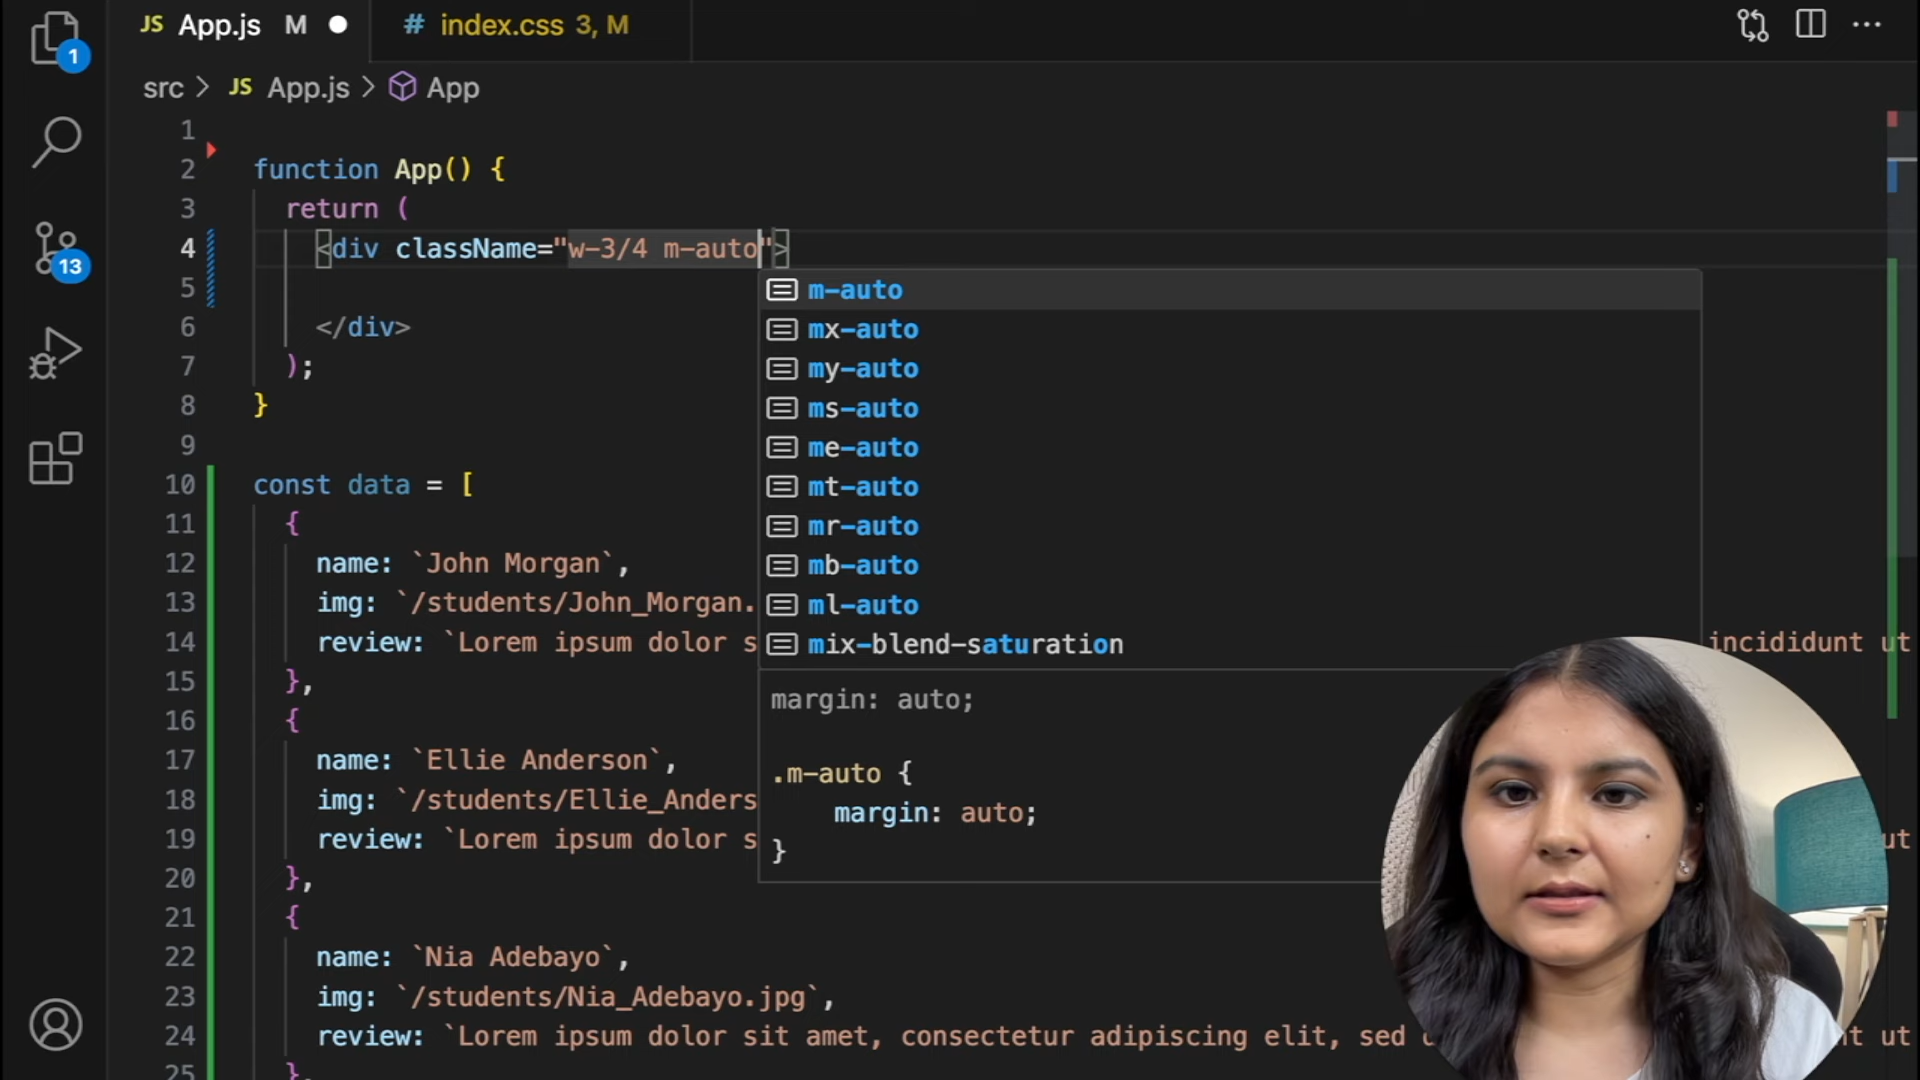 JS App.js M
# index.css 3, M
1
src > JS App.js > App
13
1
2 function App() {
3 return (
4 <div className="w-3/4 m-auto">
5
6 </div>
7 );
8 }
9
10 const data = [
11 {
12 name: `John Morgan`,
13 img: `/students/John_Morgan.
14 review: `Lorem ipsum dolor s
incididunt ut
15 },
16 {
17 name: `Ellie Anderson`,
18 img: `/students/Ellie_Anders
19 review: `Lorem ipsum dolor s
ut
20 },
21 {
22 name: `Nia Adebayo`,
23 img: `/students/Nia_Adebayo.jpg`,
24 review: `Lorem ipsum dolor sit amet, consectetur adipiscing elit, sed
nt ut
25 },
m-auto
mx-auto
my-auto
ms-auto
me-auto
mt-auto
mr-auto
mb-auto
ml-auto
mix-blend-saturation
margin: auto;
.m-auto {
margin: auto;
}